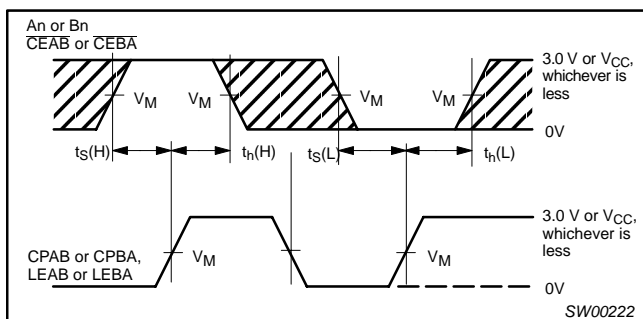 An or Bn
CEAB or CEBA
3.0 V or VCC,
whichever is
less
VM VM VM VM
0V
tS(H) th(H) tS(L) th(L)
CPAB or CPBA,
LEAB or LEBA
VM VM
3.0 V or VCC,
whichever is
less
0V
SW00222